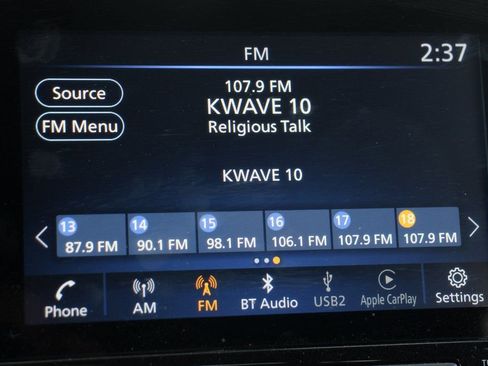 FM
2:37
Source
107.9 FM
KWAVE 10
FM Menu
Religious Talk
KWAVE 10
13 14 15 16 17 18
87.9 FM 90.1 FM 98.1 FM 106.1 FM 107.9 FM 107.9 FM
Phone AM FM BT Audio USB2 Apple CarPlay Settings